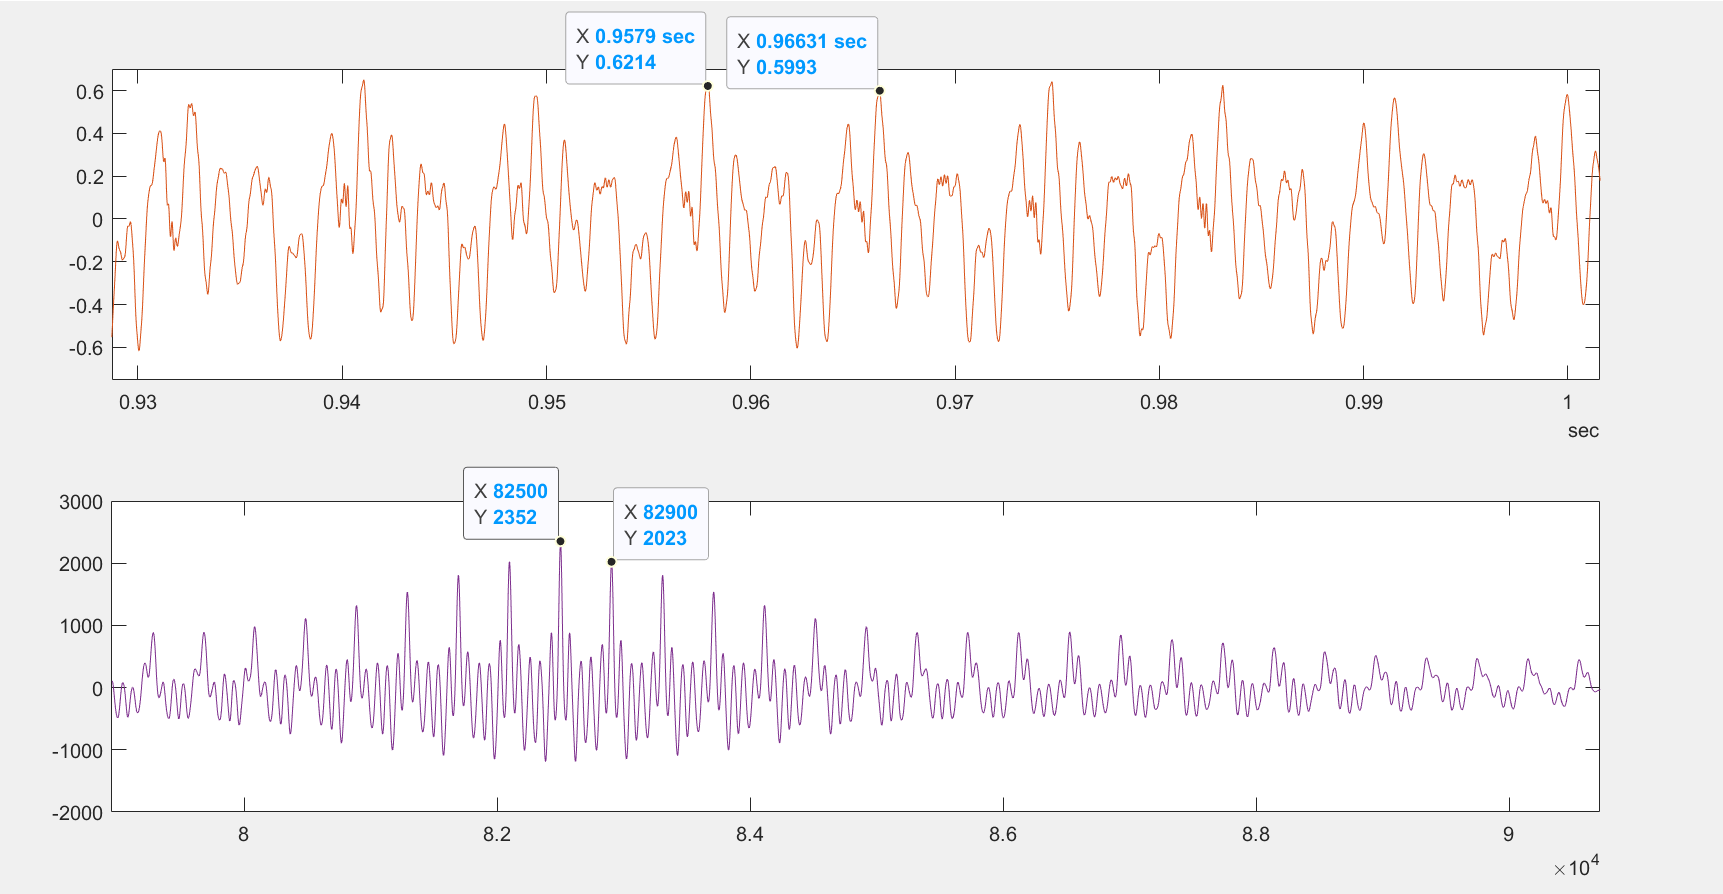 X 0.9579 sec
Y 0.6214
X 0.96631 sec
Y 0.5993
0.6
0.4
0.2
0
-0.2
-0.4
-0.6
0.93 0.94 0.95 0.96 0.97 0.98 0.99 1
sec
X 82500
Y 2352
X 82900
Y 2023
3000
2000
1000
0
-1000
-2000
8 8.2 8.4 8.6 8.8 9
×10⁴